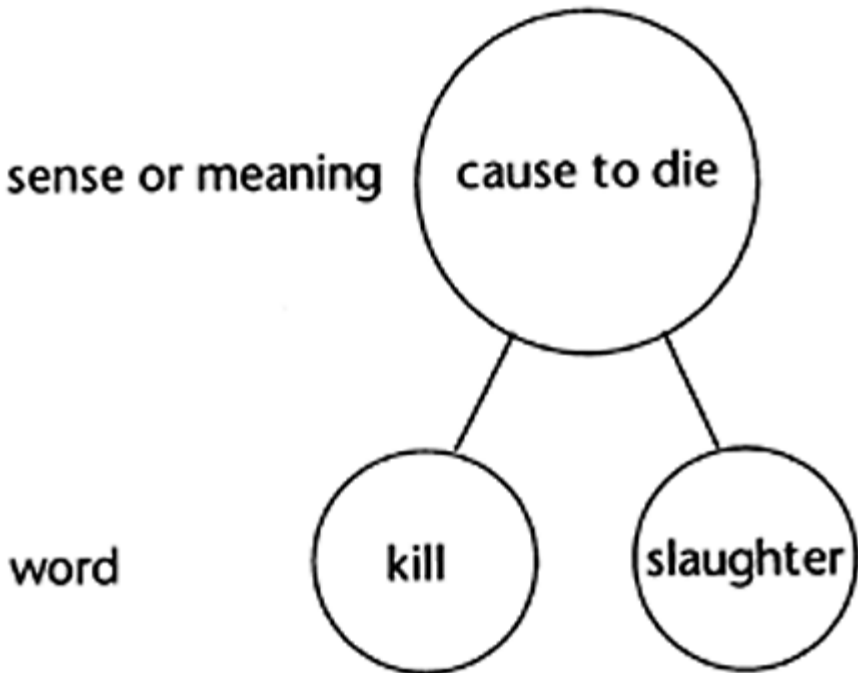 sense or meaning
cause to die
word
kill
slaughter